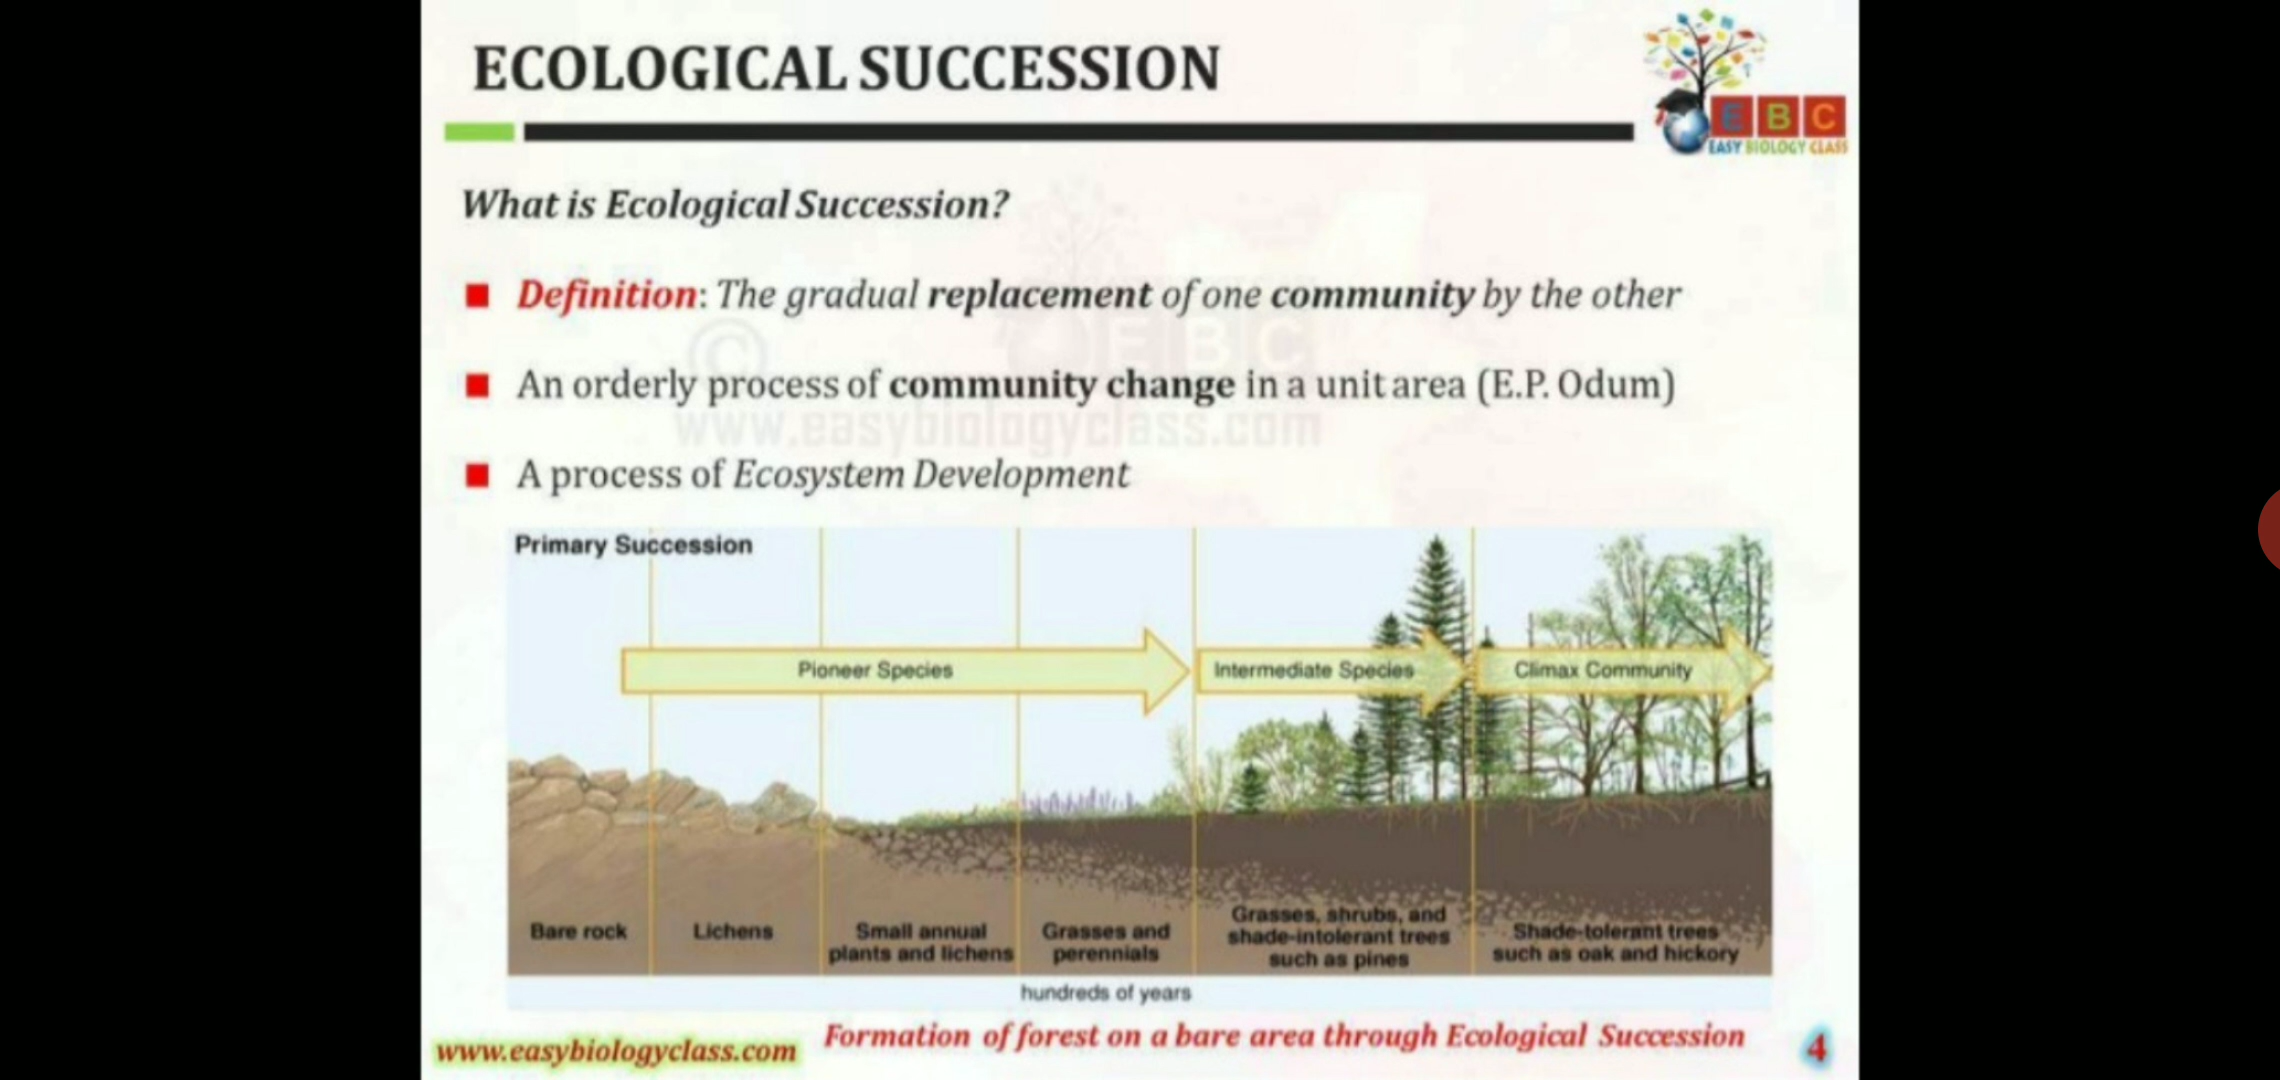 ECOLOGICAL SUCCESSION
E B C
EASY BIOLOGY CLASS
What is Ecological Succession?
Definition: The gradual replacement of one community by the other
An orderly process of community change in a unit area (E.P. Odum)
A process of Ecosystem Development
© E B C
www.easybiologyclass.com
Primary Succession
Pioneer Species
Intermediate Species
Climax Community
Bare rock
Lichens
Small annual
plants and lichens
Grasses and
perennials
Grasses, shrubs, and
shade-intolerant trees
such as pines
Shade-tolerant trees
such as oak and hickory
hundreds of years
Formation of forest on a bare area through Ecological Succession
www.easybiologyclass.com
4